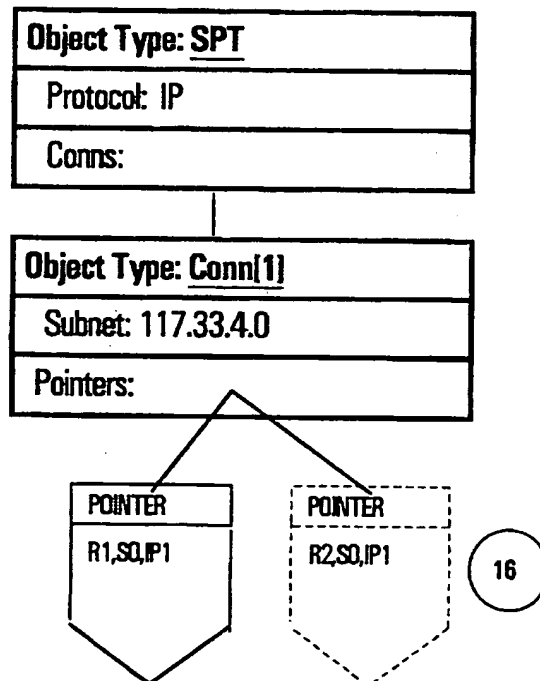 Object Type: SPT
Protocol: IP
Conns:
Object Type: Conn[1]
Subnet: 117.33.4.0
Pointers:
POINTER
R1,S0,IP1
POINTER
R2,S0,IP1
16